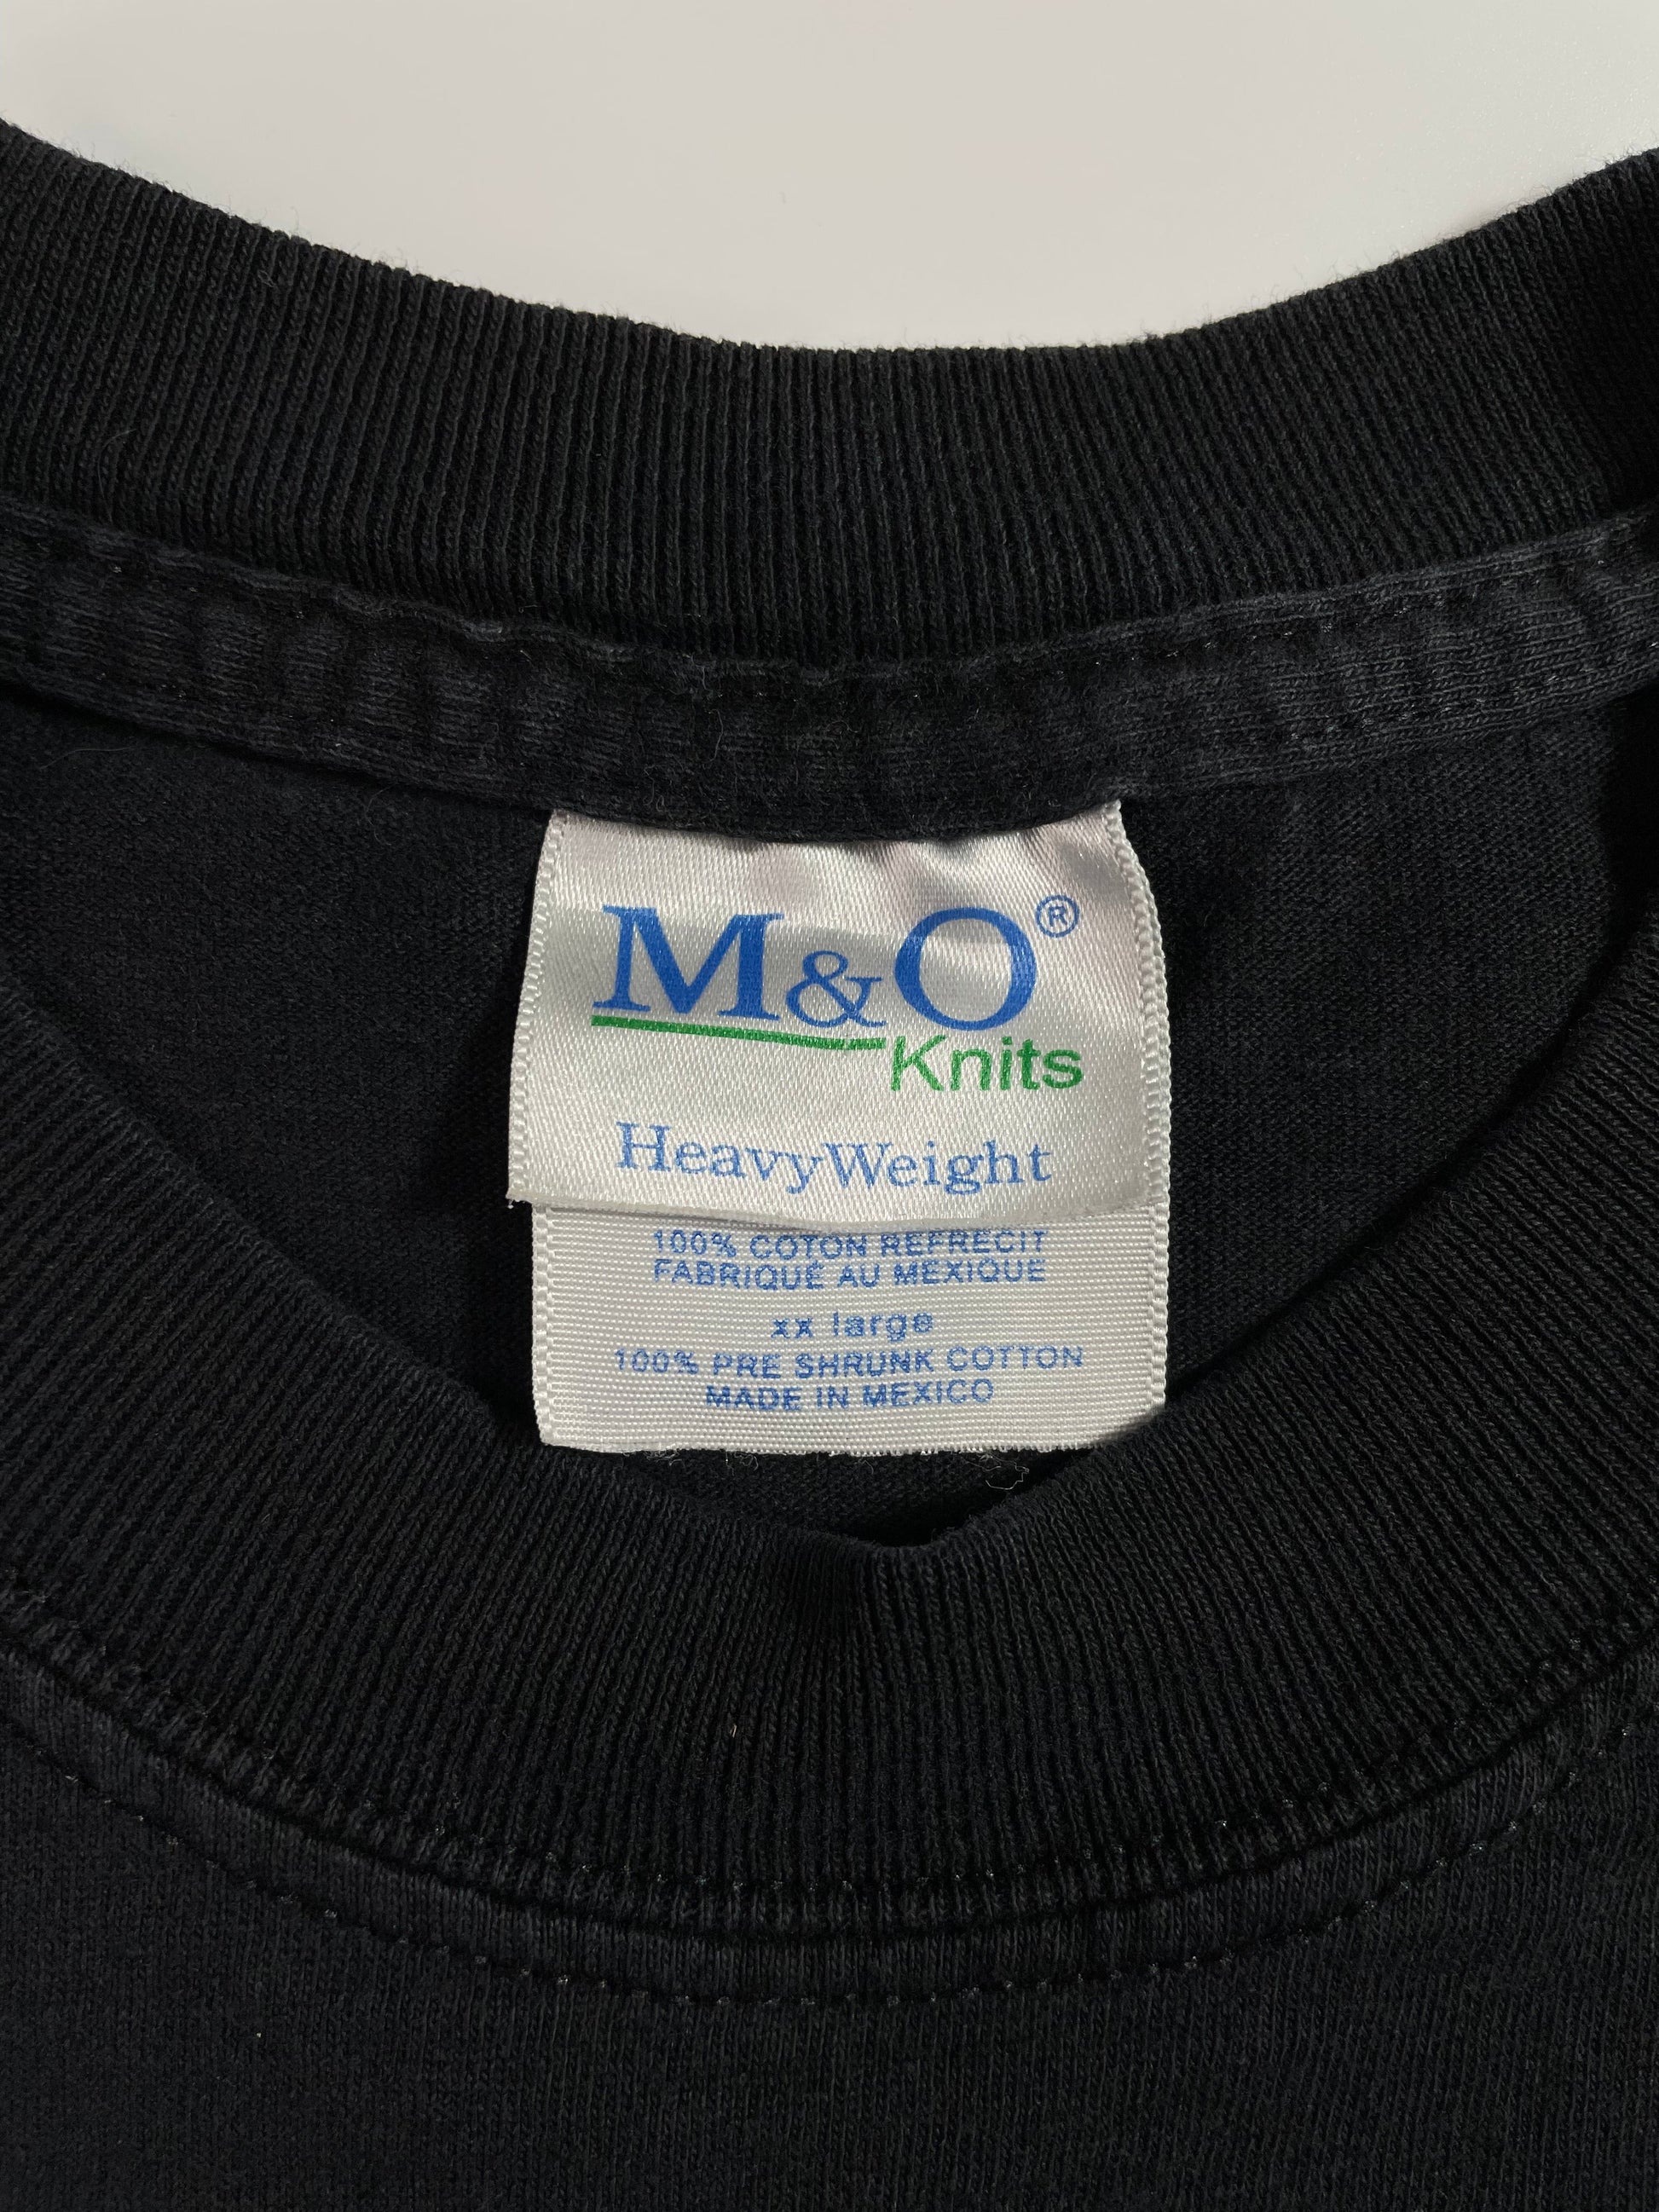 M&O®
Knits
HeavyWeight
100% COTON REFRECIT
FABRIQUÉ AU MEXIQUE
xx large
100% PRE SHRUNK COTTON
MADE IN MEXICO